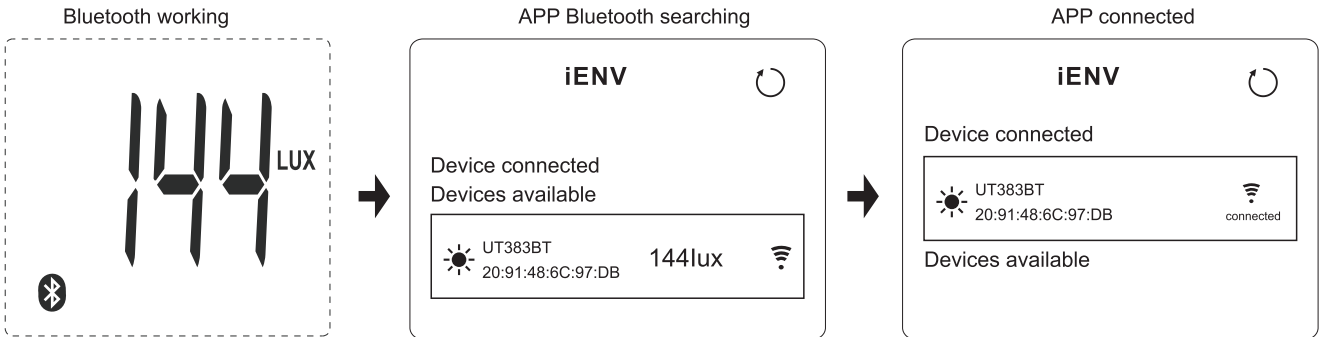 Bluetooth working
144 LUX
APP Bluetooth searching
iENV
Device connected
Devices available
UT383BT
20:91:48:6C:97:DB
144lux
APP connected
iENV
Device connected
UT383BT
20:91:48:6C:97:DB
connected
Devices available